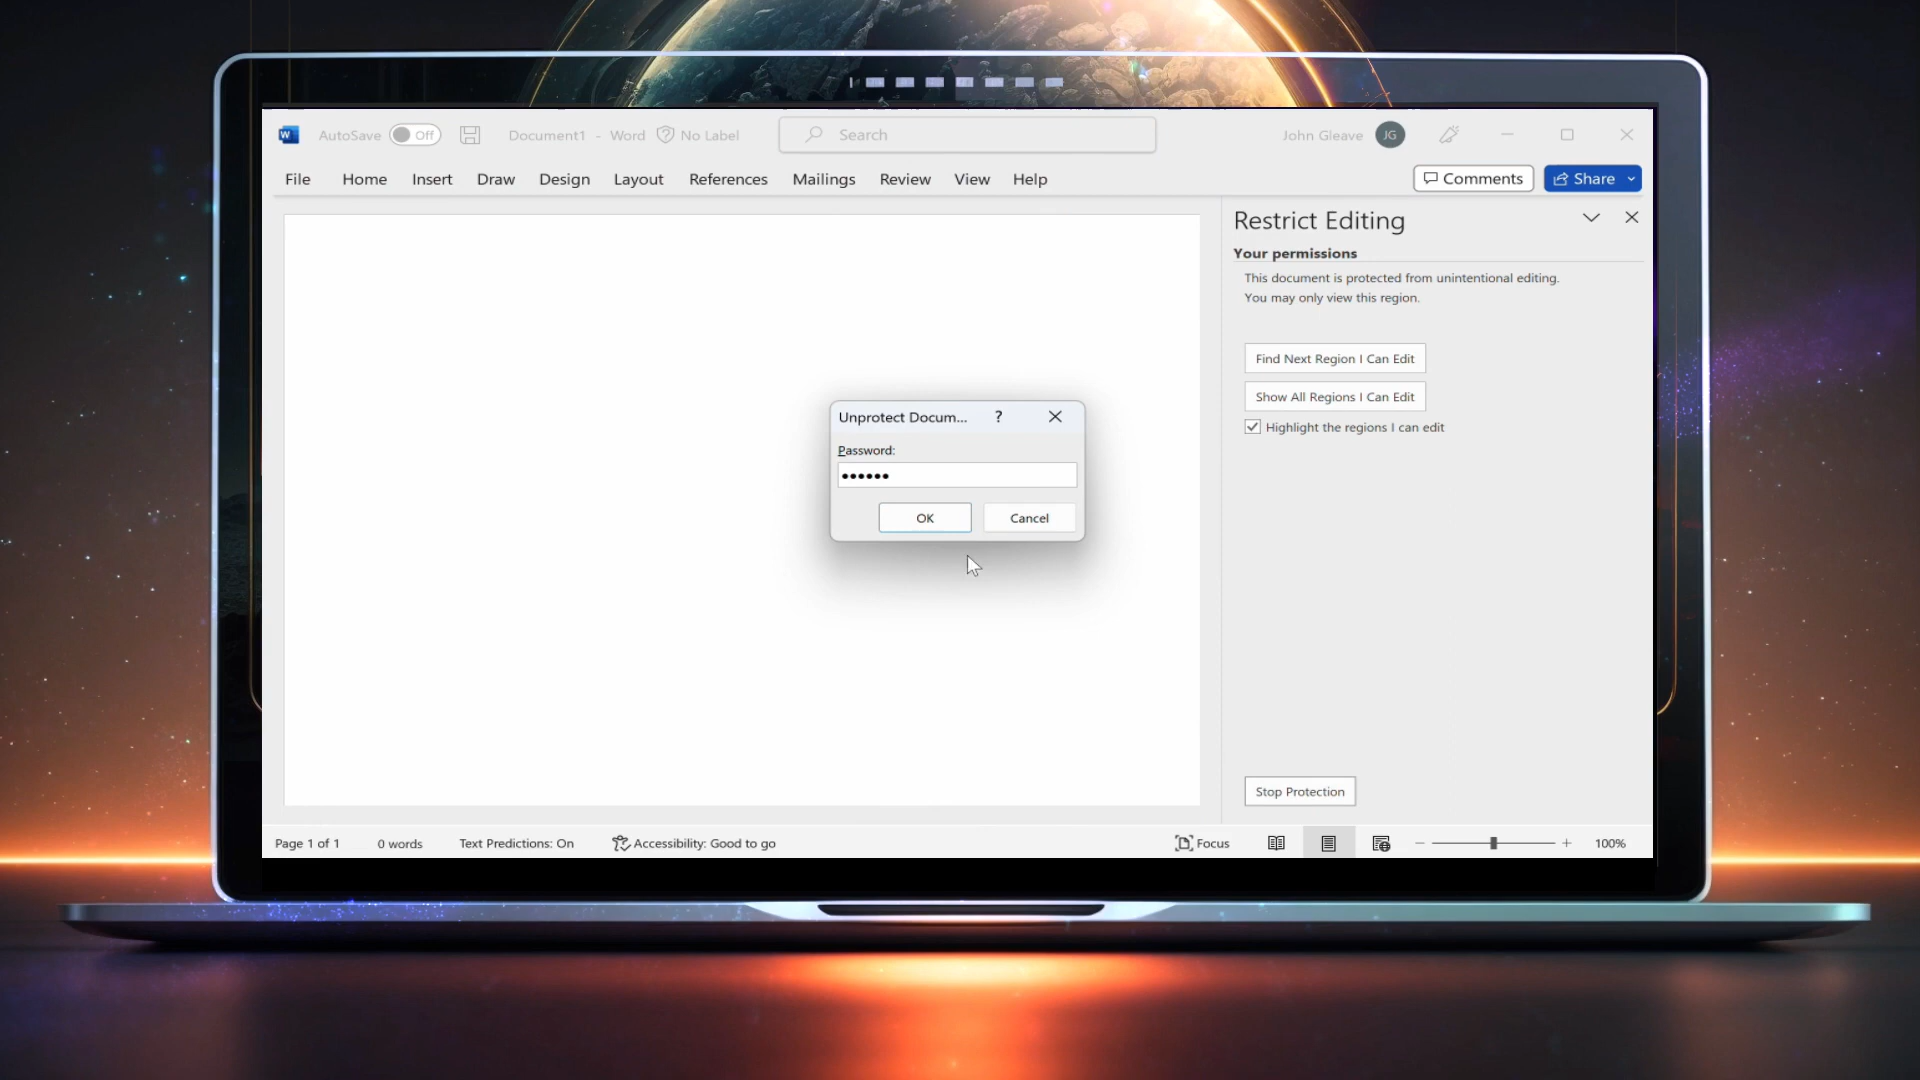 W AutoSave Off Document1 - Word No Label Search John Gleave JG
File Home Insert Draw Design Layout References Mailings Review View Help Comments Share
Restrict Editing
Your permissions
This document is protected from unintentional editing.
You may only view this region.
Find Next Region I Can Edit
Show All Regions I Can Edit
Highlight the regions I can edit
Unprotect Docum... ?
Password:
OK Cancel
Stop Protection
Page 1 of 1 0 words Text Predictions: On Accessibility: Good to go Focus 100%